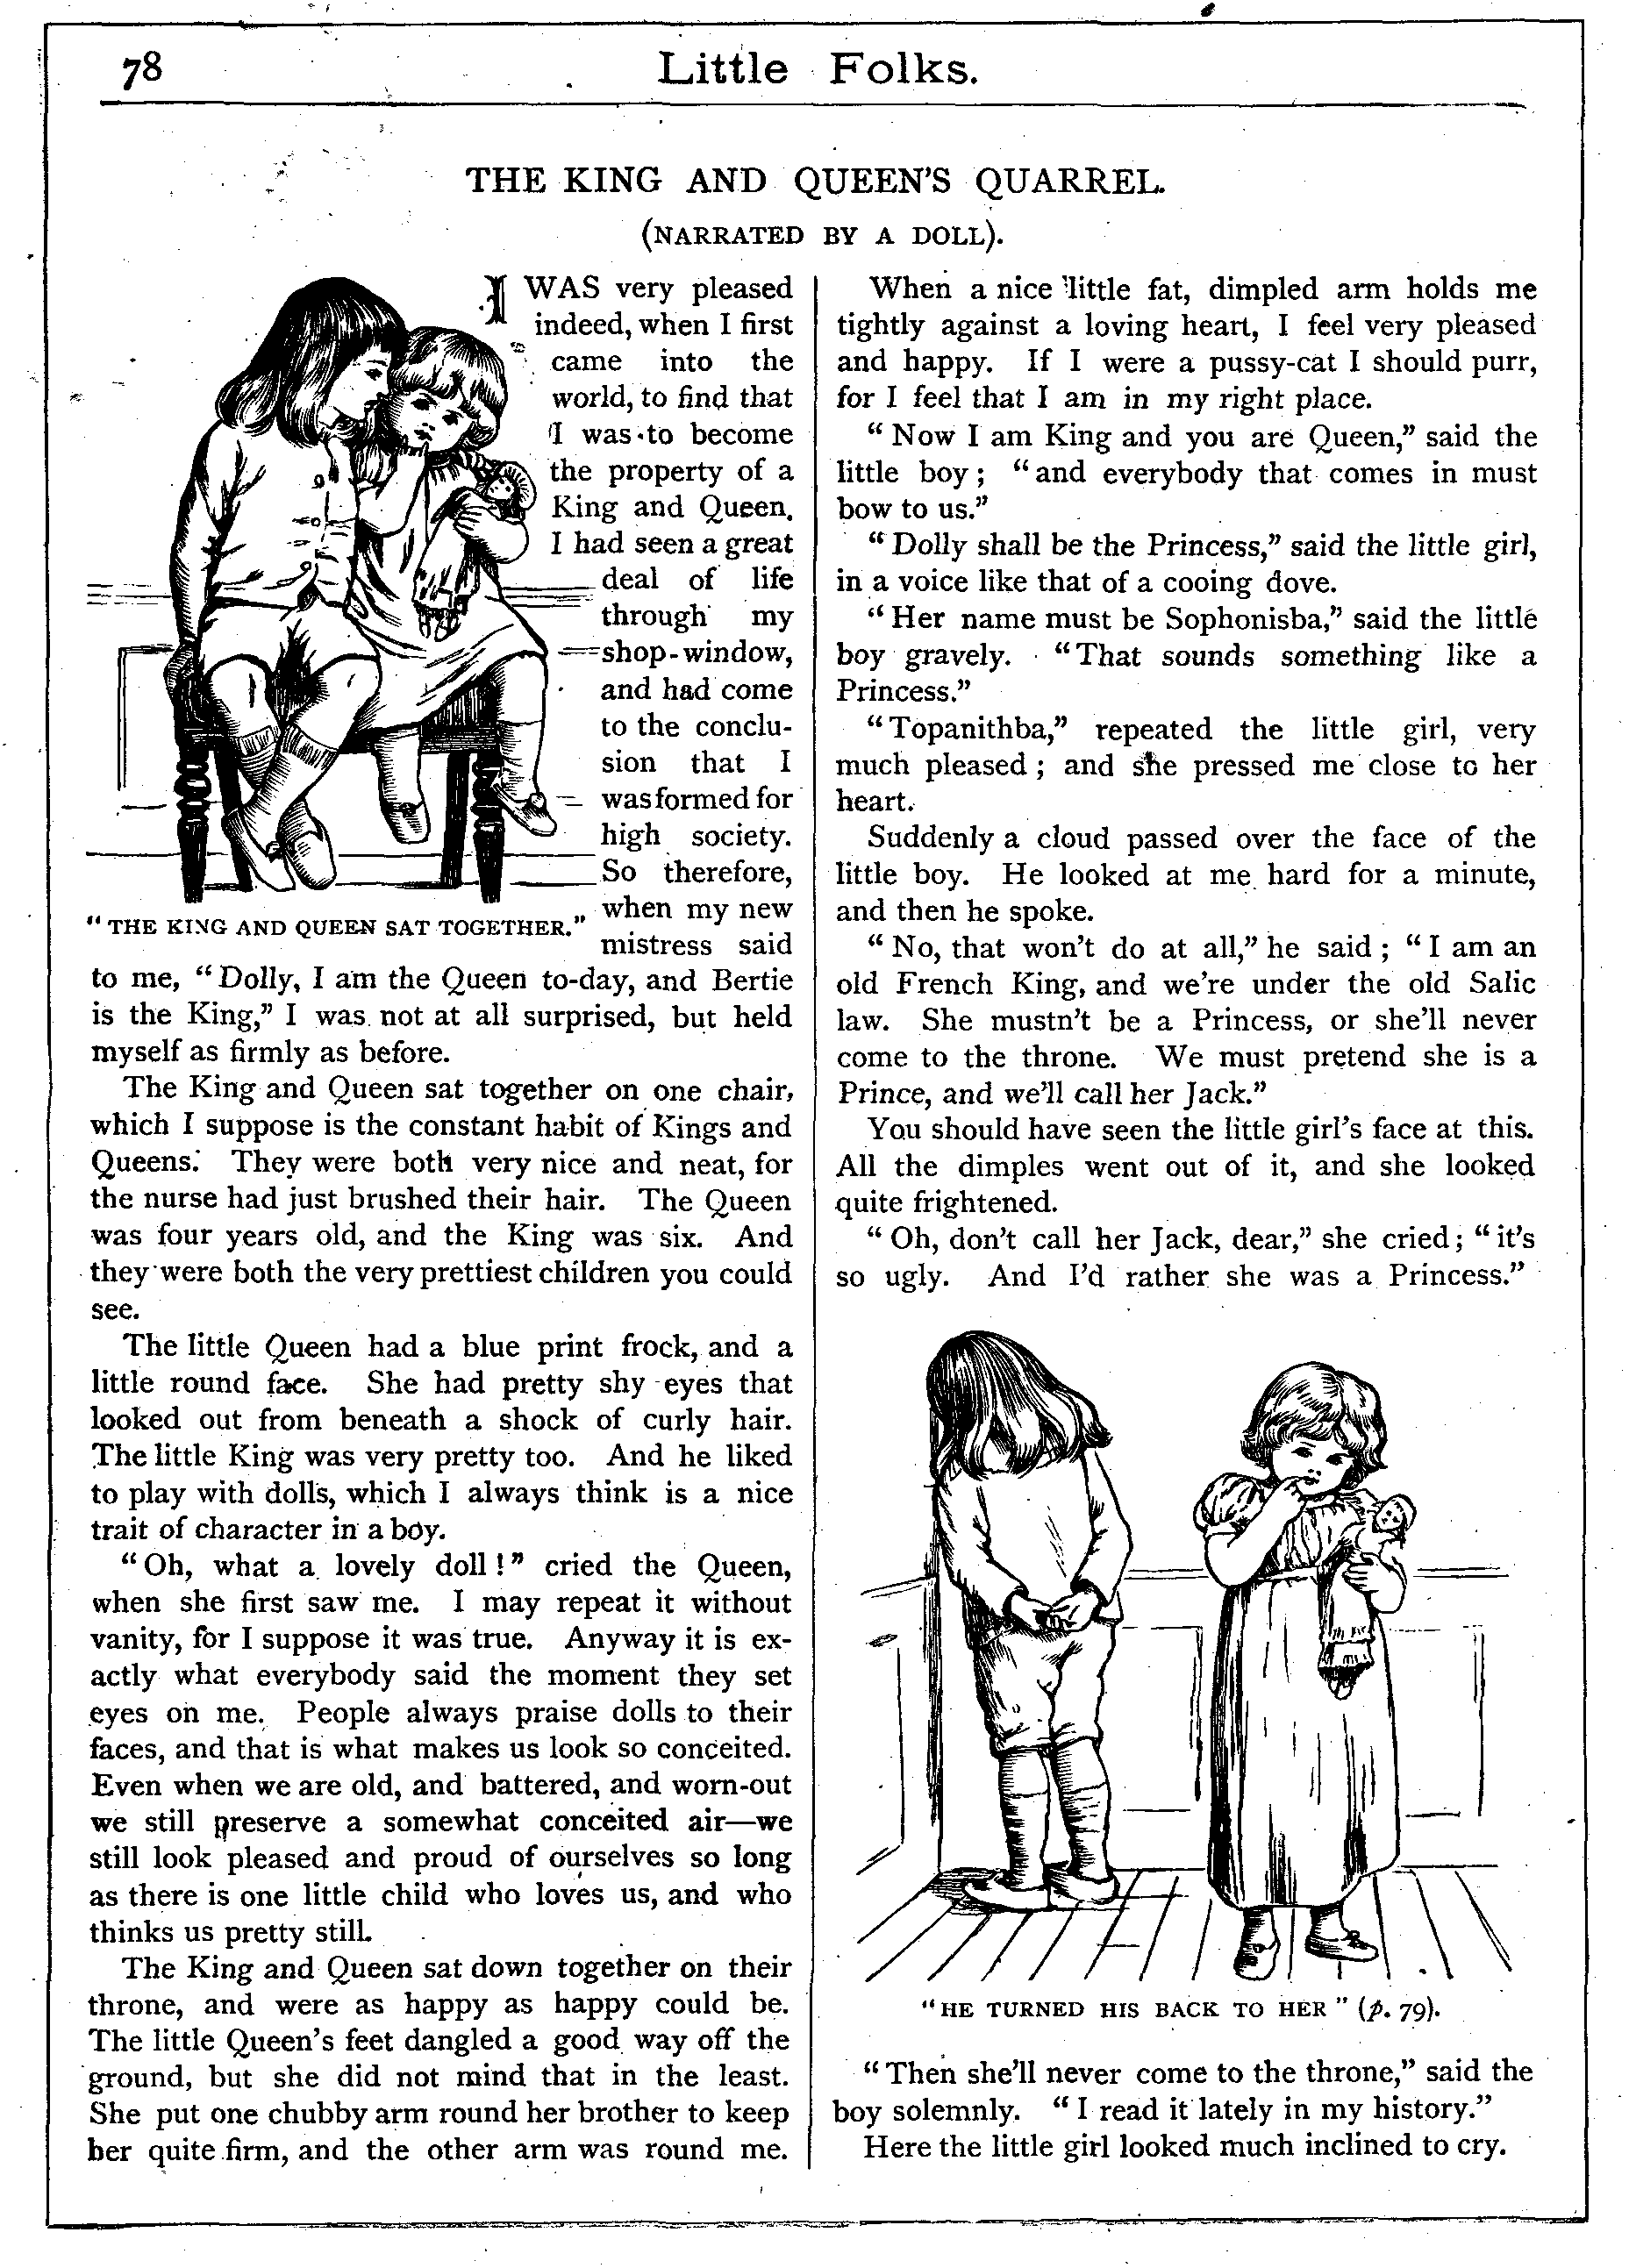 78
Little Folks.
THE KING AND QUEEN'S QUARREL.
(NARRATED BY A DOLL).
I WAS very pleased
indeed, when I first
came into the
world, to find that
I was to become
the property of a
King and Queen.
I had seen a great
deal of life
through my
shop-window,
and had come
to the conclu-
sion that I
was formed for
high society.
So therefore,
when my new
mistress said
"THE KING AND QUEEN SAT TOGETHER."
to me, "Dolly, I am the Queen to-day, and Bertie
is the King," I was not at all surprised, but held
myself as firmly as before.
The King and Queen sat together on one chair,
which I suppose is the constant habit of Kings and
Queens. They were both very nice and neat, for
the nurse had just brushed their hair. The Queen
was four years old, and the King was six. And
they were both the very prettiest children you could
see.
The little Queen had a blue print frock, and a
little round face. She had pretty shy eyes that
looked out from beneath a shock of curly hair.
The little King was very pretty too. And he liked
to play with dolls, which I always think is a nice
trait of character in a boy.
"Oh, what a lovely doll!" cried the Queen,
when she first saw me. I may repeat it without
vanity, for I suppose it was true. Anyway it is ex-
actly what everybody said the moment they set
eyes on me. People always praise dolls to their
faces, and that is what makes us look so conceited.
Even when we are old, and battered, and worn-out
we still preserve a somewhat conceited air—we
still look pleased and proud of ourselves so long
as there is one little child who loves us, and who
thinks us pretty still.
The King and Queen sat down together on their
throne, and were as happy as happy could be.
The little Queen's feet dangled a good way off the
ground, but she did not mind that in the least.
She put one chubby arm round her brother to keep
her quite firm, and the other arm was round me.
When a nice little fat, dimpled arm holds me
tightly against a loving heart, I feel very pleased
and happy. If I were a pussy-cat I should purr,
for I feel that I am in my right place.
"Now I am King and you are Queen," said the
little boy; "and everybody that comes in must
bow to us."
"Dolly shall be the Princess," said the little girl,
in a voice like that of a cooing dove.
"Her name must be Sophonisba," said the little
boy gravely. "That sounds something like a
Princess."
"Topanithba," repeated the little girl, very
much pleased; and she pressed me close to her
heart.
Suddenly a cloud passed over the face of the
little boy. He looked at me hard for a minute,
and then he spoke.
"No, that won't do at all," he said; "I am an
old French King, and we're under the old Salic
law. She mustn't be a Princess, or she'll never
come to the throne. We must pretend she is a
Prince, and we'll call her Jack."
You should have seen the little girl's face at this.
All the dimples went out of it, and she looked
quite frightened.
"Oh, don't call her Jack, dear," she cried; "it's
so ugly. And I'd rather she was a Princess."
"HE TURNED HIS BACK TO HER" (p. 79).
"Then she'll never come to the throne," said the
boy solemnly. "I read it lately in my history."
Here the little girl looked much inclined to cry.